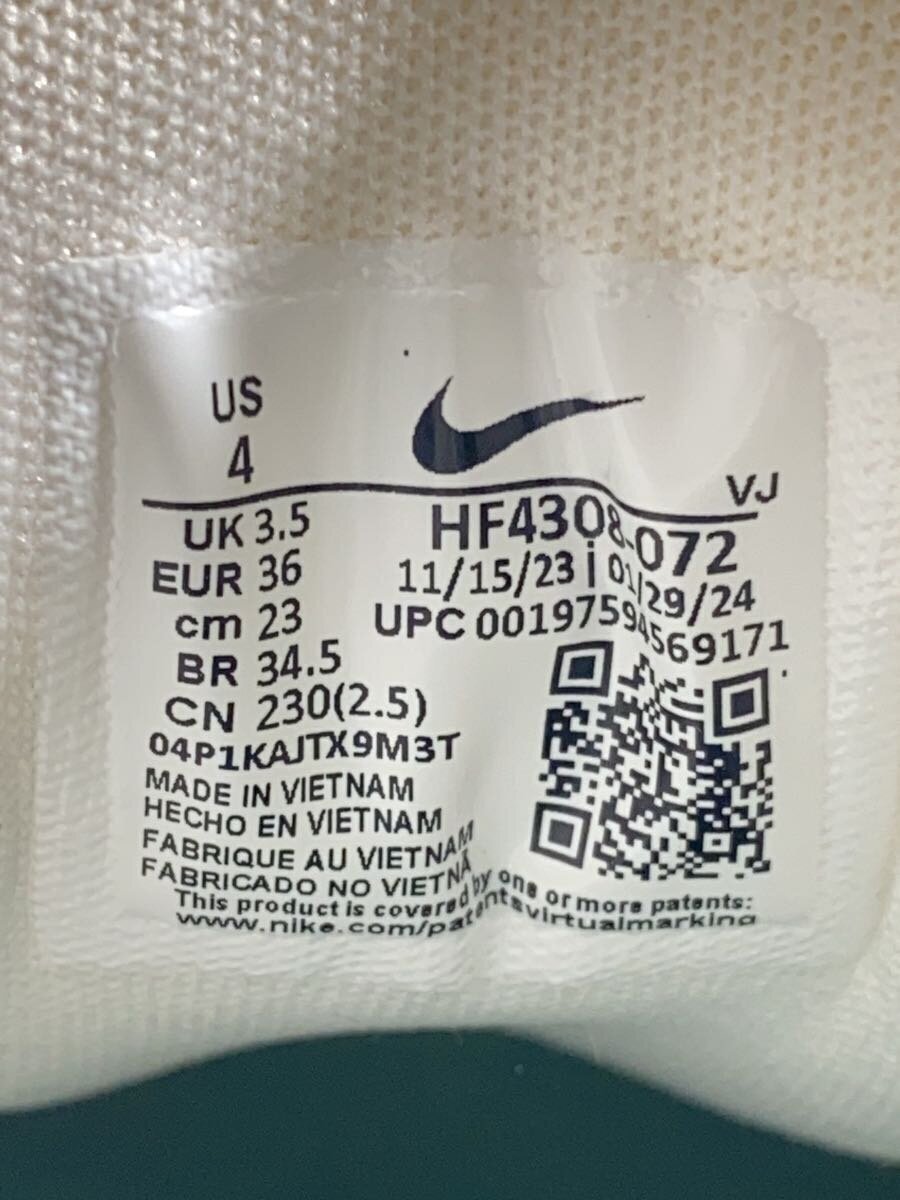 US
4
VJ
UK 3.5
EUR 36
cm 23
BR 34.5
CN 230(2.5)
04P1KAJTX9M3T
HF4308-072
11/15/23 | 01/29/24
UPC 00197594569171
MADE IN VIETNAM
HECHO EN VIETNAM
FABRIQUE AU VIETNAM
FABRICADO NO VIETNÃ
This product is covered by one or more patents:
www.nike.com/patentsvirtualmarking